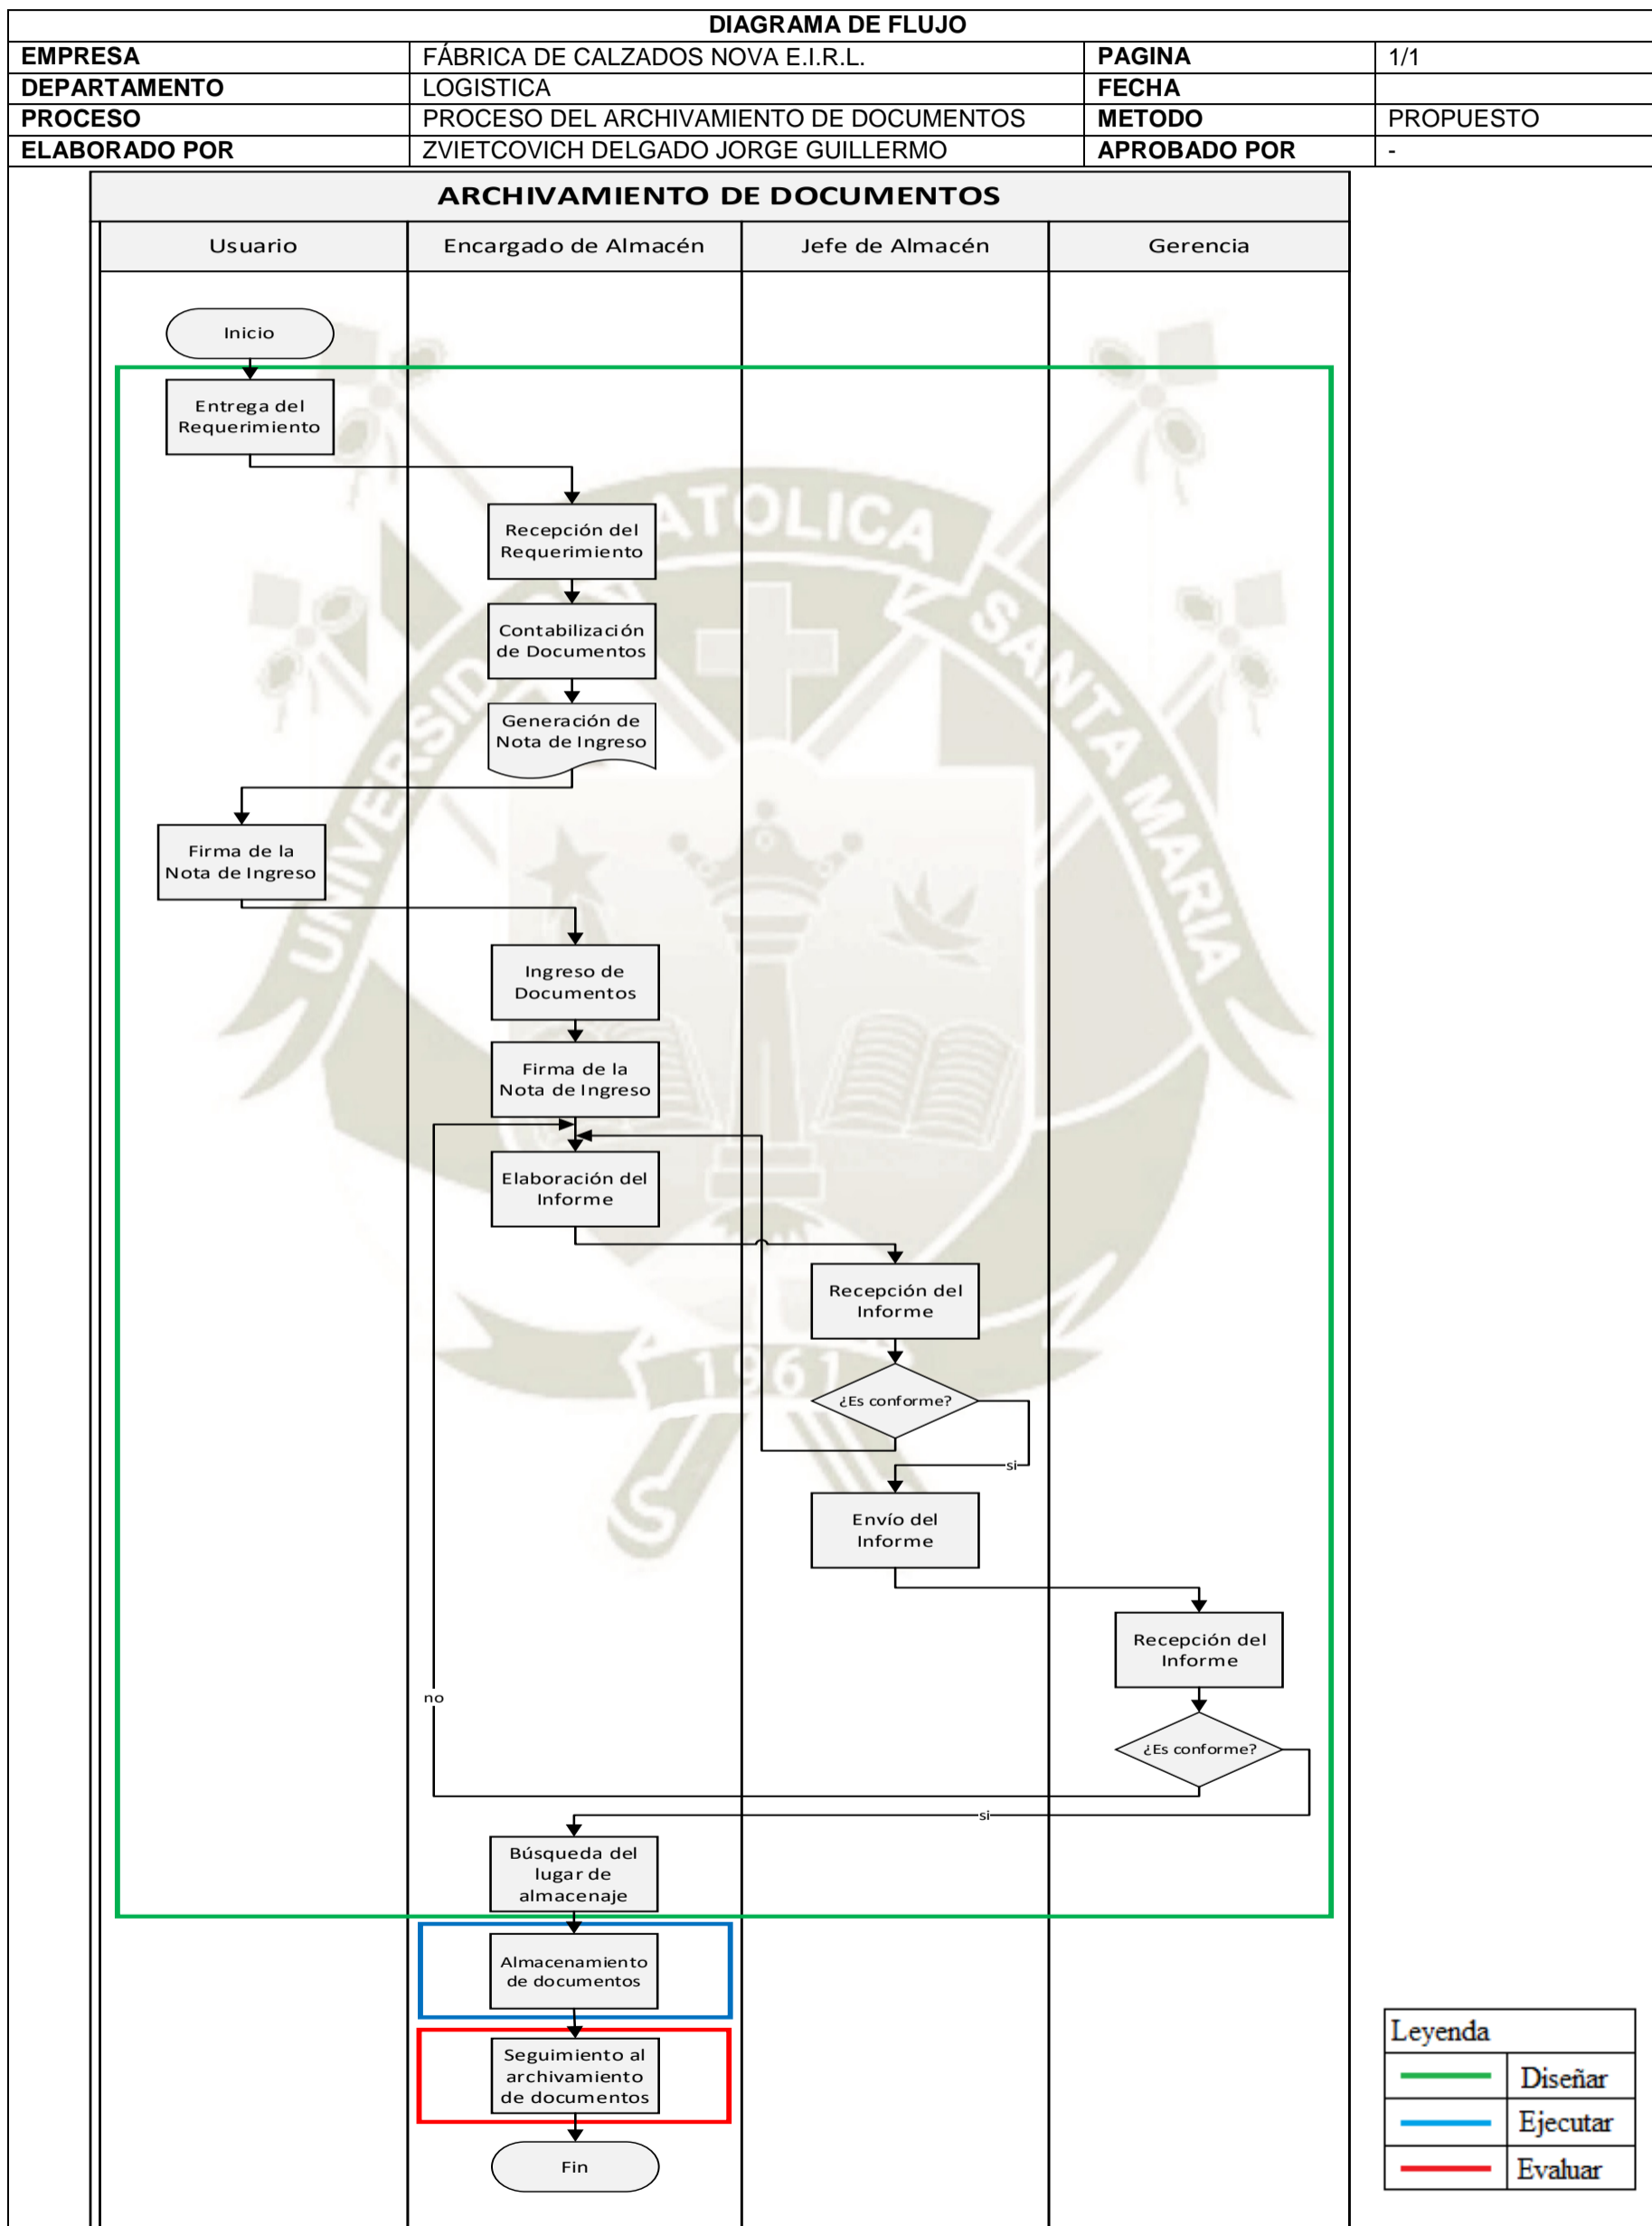 DIAGRAMA DE FLUJO
EMPRESA FÁBRICA DE CALZADOS NOVA E.I.R.L. PAGINA 1/1
DEPARTAMENTO LOGISTICA FECHA
PROCESO PROCESO DEL ARCHIVAMIENTO DE DOCUMENTOS METODO PROPUESTO
ELABORADO POR ZVIETCOVICH DELGADO JORGE GUILLERMO APROBADO POR -
ARCHIVAMIENTO DE DOCUMENTOS
Usuario Encargado de Almacén Jefe de Almacén Gerencia
Inicio
Entrega del
Requerimiento
Recepción del
Requerimiento
Contabilización
de Documentos
Generación de
Nota de Ingreso
Firma de la
Nota de Ingreso
Ingreso de
Documentos
Firma de la
Nota de Ingreso
Elaboración del
Informe
Recepción del
Informe
¿Es conforme?
si
Envío del
Informe
Recepción del
Informe
no
¿Es conforme?
si
Búsqueda del
lugar de
almacenaje
Almacenamiento
de documentos
Seguimiento al
archivamiento
de documentos
Fin
Leyenda
Diseñar
Ejecutar
Evaluar
SANTA MARIA
1961